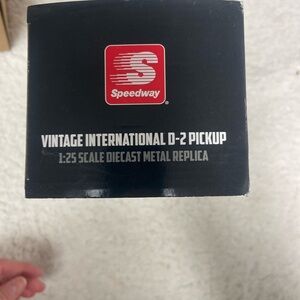 S
Speedway
®
VINTAGE INTERNATIONAL D-2 PICKUP
1:25 SCALE DIECAST METAL REPLICA